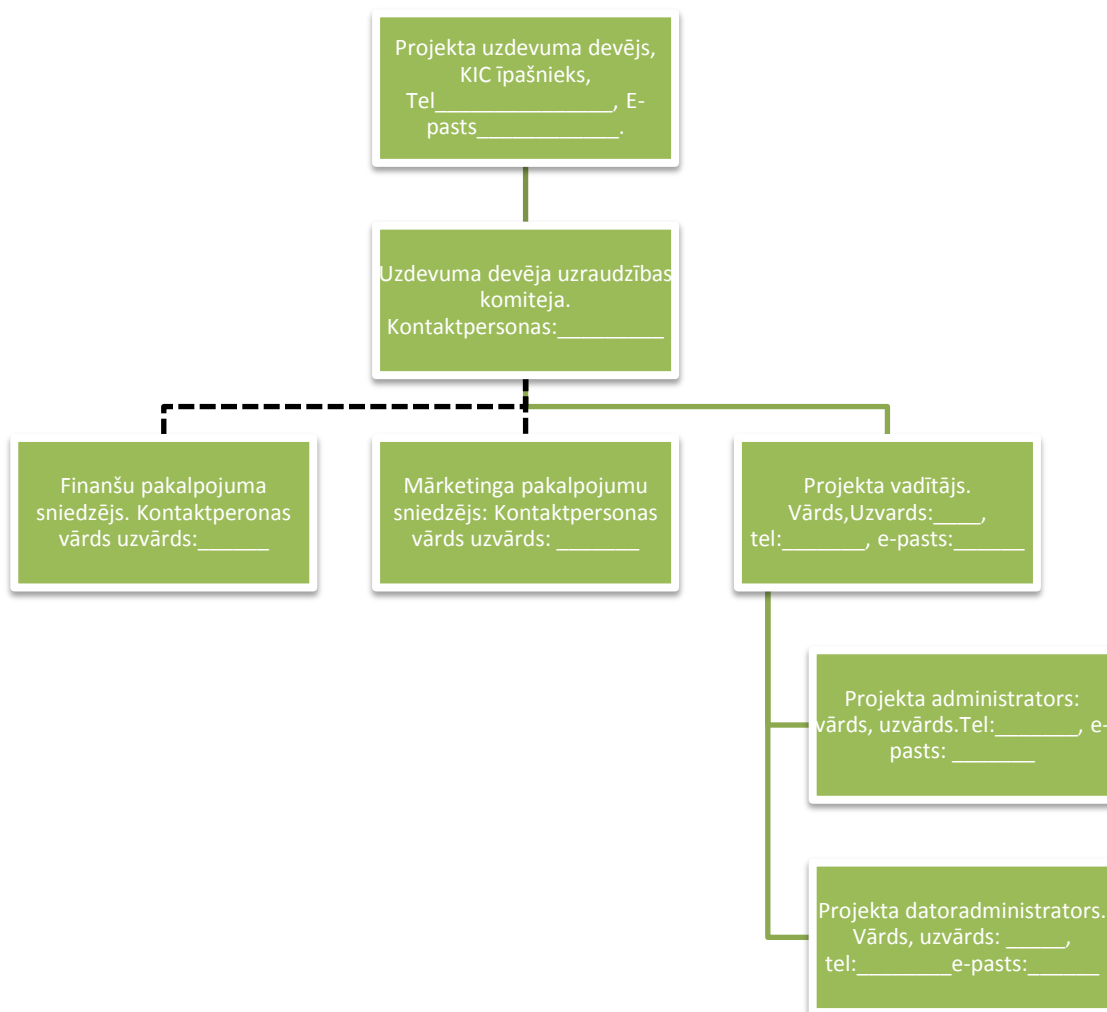 Projekta uzdevuma devējs,
KIC īpašnieks,
Tel_______________, E-
pasts____________.
Uzdevuma devēja uzraudzības
komiteja.
Kontaktpersonas:_________
Finanšu pakalpojuma
sniedzējs. Kontaktperonas
vārds uzvārds:______
Mārketinga pakalpojumu
sniedzējs: Kontaktpersonas
vārds uzvārds: _______
Projekta vadītājs.
Vārds,Uzvards:____,
tel:_______, e-pasts:______
Projekta administrators:
vārds, uzvārds.Tel:_______, e-
pasts: _______
Projekta datoradministrators.
Vārds, uzvārds: _____,
tel:________e-pasts:______